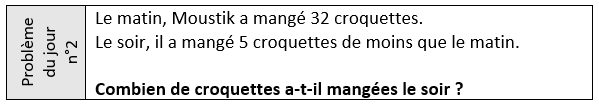 Problème
du jour
n°2
Le matin, Moustik a mangé 32 croquettes.
Le soir, il a mangé 5 croquettes de moins que le matin.
Combien de croquettes a-t-il mangées le soir ?